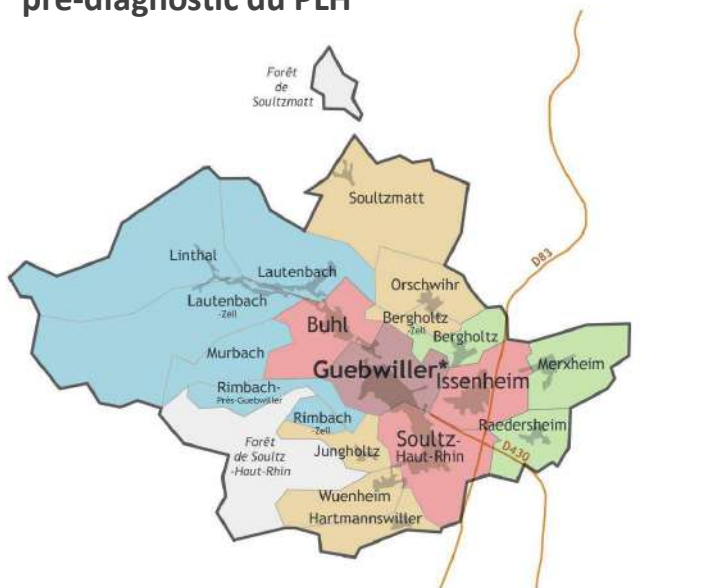 pré-diagnostic du PLH
Forêt
de
Soultzmatt
Soultzmatt
D83
Linthal
Lautenbach
Orschwihr
Lautenbach
-Zell
Bergholtz
-Zell
Buhl
Bergholtz
Murbach
Guebwiller*
Issenheim
Merxheim
Rimbach-
Près-Guebwiller
Rimbach
-Zell
Raedersheim
Soultz-
Haut-Rhin
Forêt
de Soultz
-Haut-Rhin
Jungholtz
D430
Wuenheim
Hartmannswiller